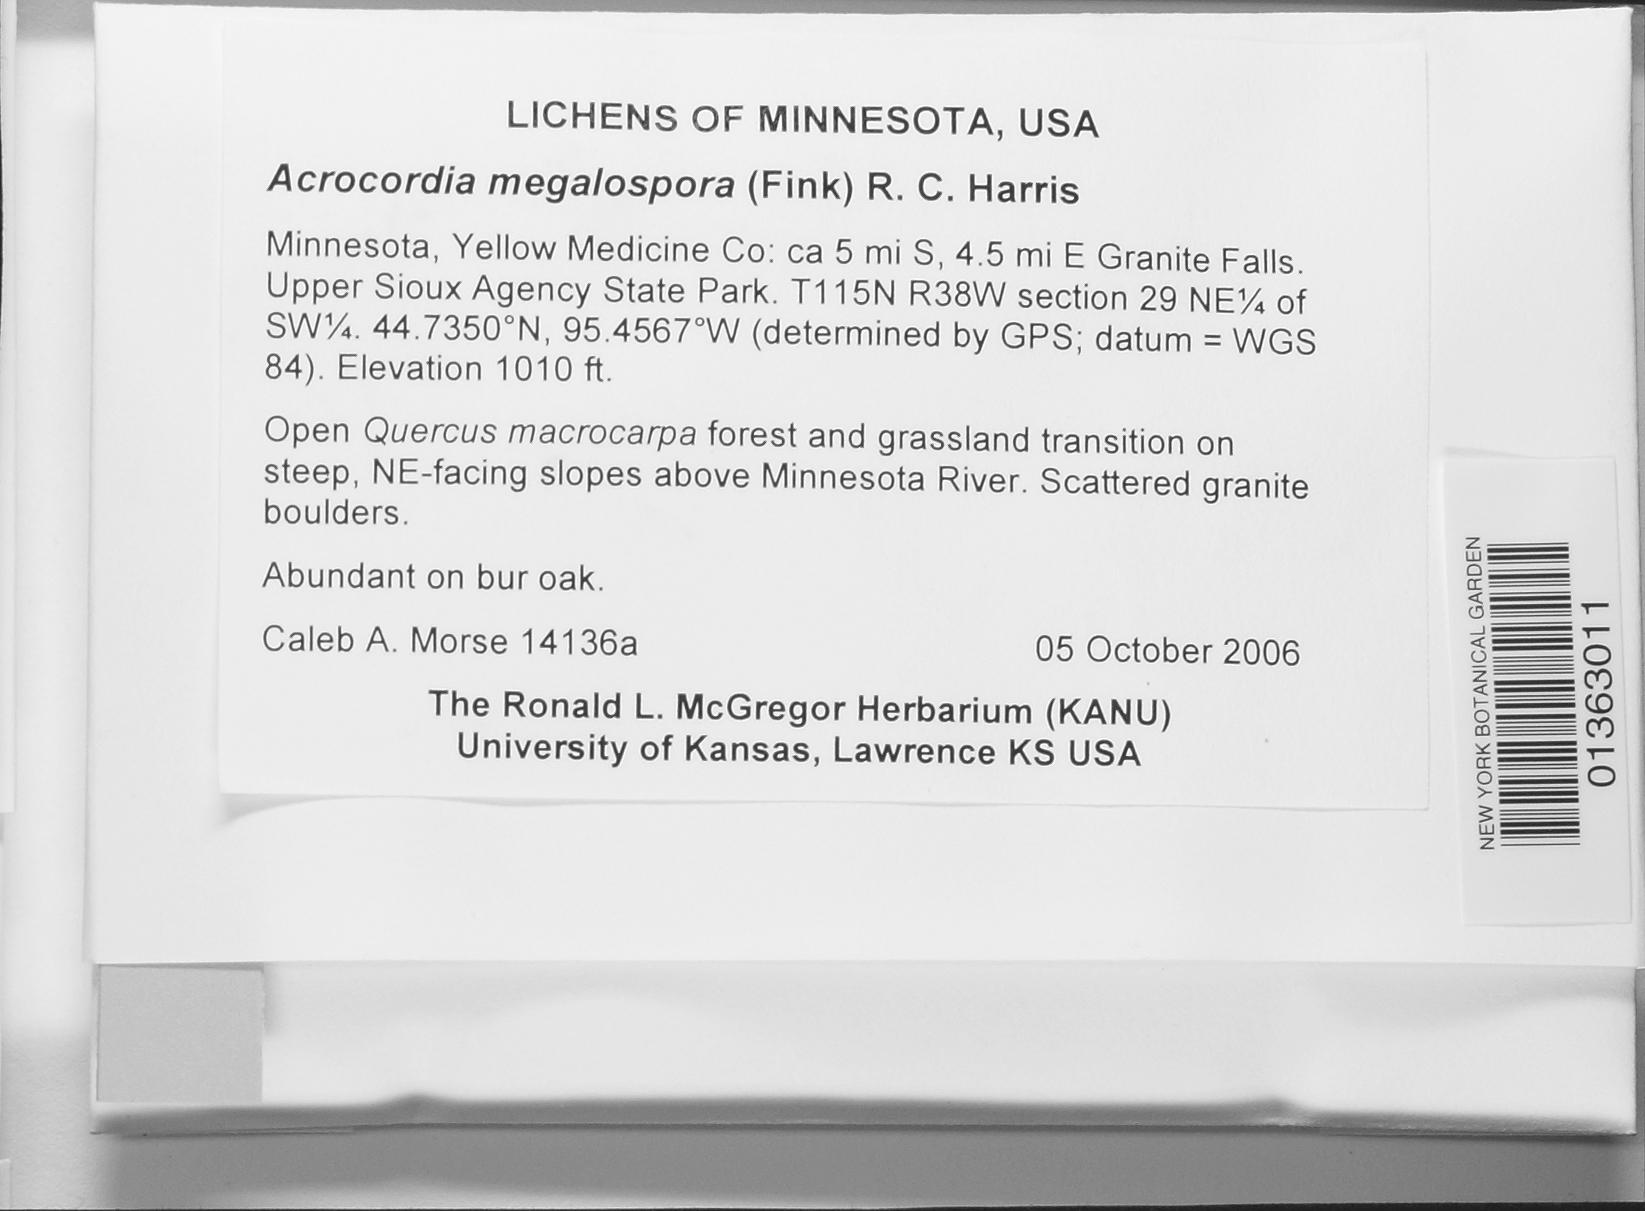 LICHENS OF MINNESOTA, USA
Acrocordia megalospora (Fink) R. C. Harris
Minnesota, Yellow Medicine Co: ca 5 mi S, 4.5 mi E Granite Falls.
Upper Sioux Agency State Park. T115N R38W section 29 NE¼ of
SW¼. 44.7350°N, 95.4567°W (determined by GPS; datum = WGS
84). Elevation 1010 ft.
Open Quercus macrocarpa forest and grassland transition on
steep, NE-facing slopes above Minnesota River. Scattered granite
boulders.
Abundant on bur oak.
Caleb A. Morse 14136a 05 October 2006
The Ronald L. McGregor Herbarium (KANU)
University of Kansas, Lawrence KS USA
NEW YORK BOTANICAL GARDEN
01363011